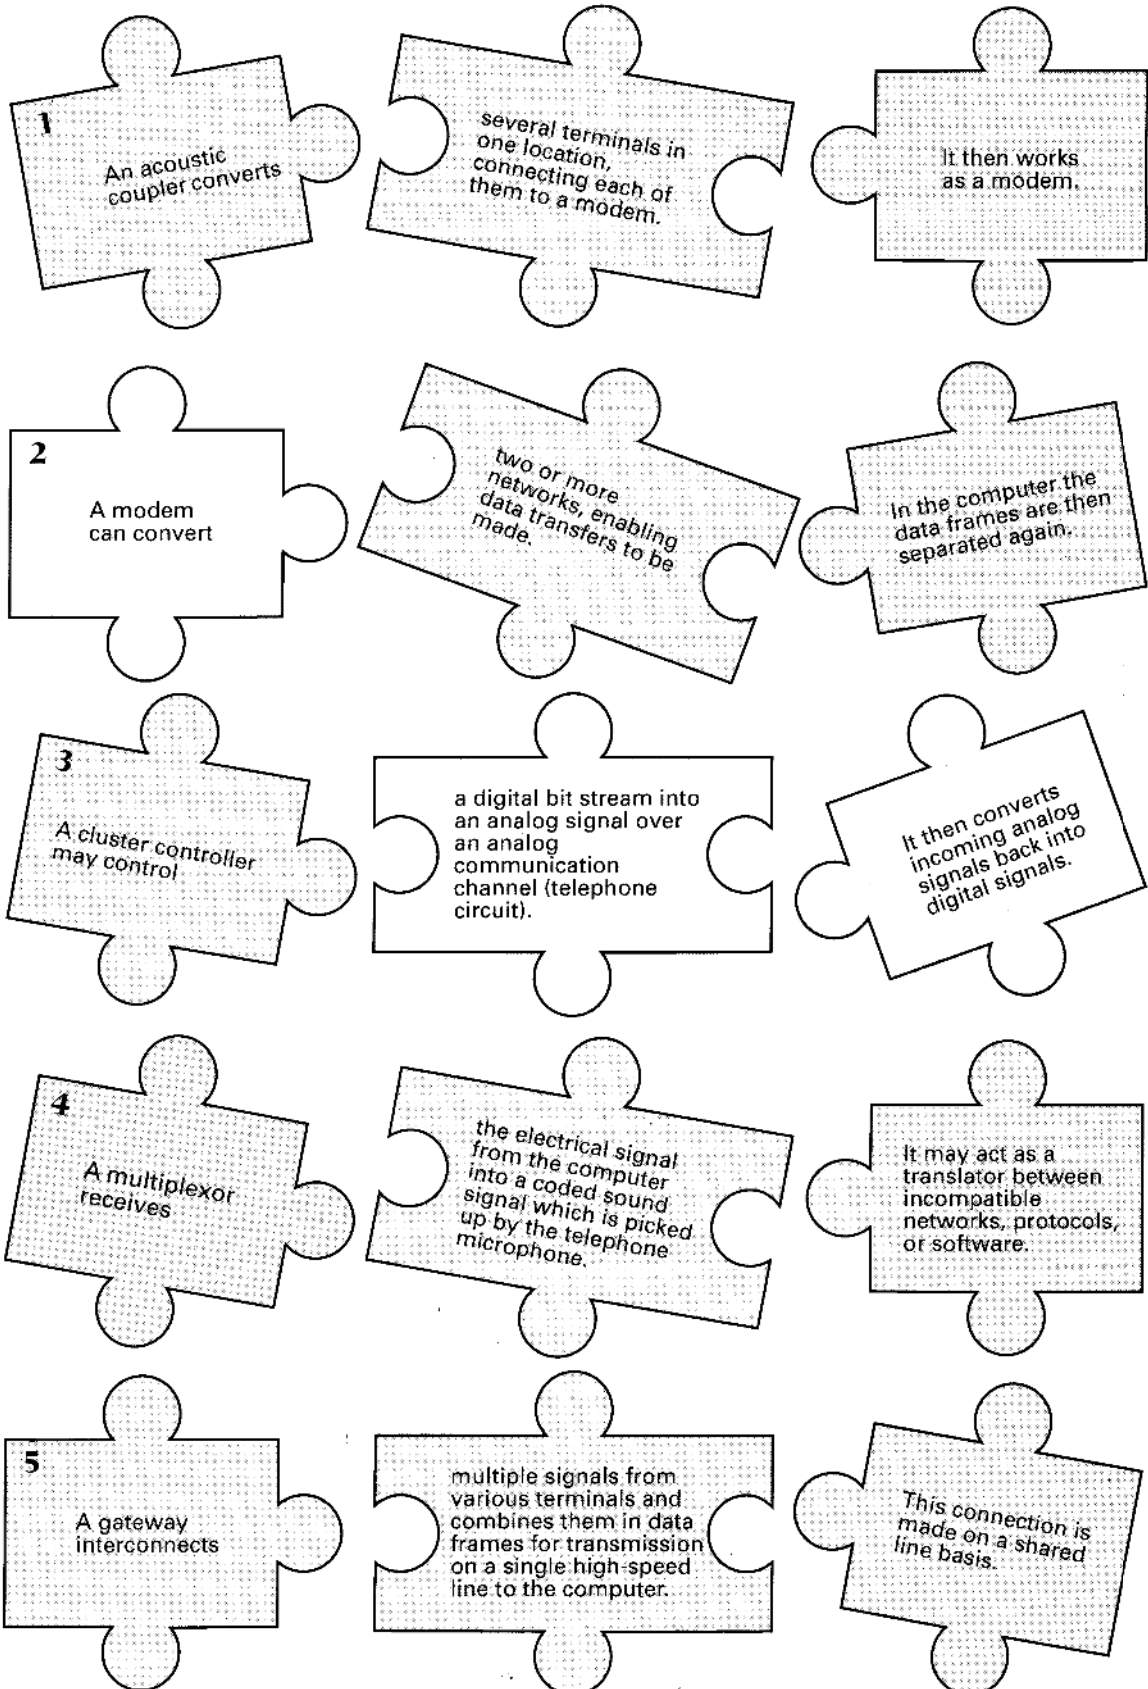 1
An acoustic
coupler converts
several terminals in
one location,
connecting each of
them to a modem.
It then works
as a modem.
2
A modem
can convert
two or more
networks, enabling
data transfers to be
made.
In the computer the
data frames are then
separated again.
3
A cluster controller
may control
a digital bit stream into
an analog signal over
an analog
communication
channel (telephone
circuit).
It then converts
incoming analog
signals back into
digital signals.
4
A multiplexor
receives
the electrical signal
from the computer
into a coded sound
signal which is picked
up by the telephone
microphone.
It may act as a
translator between
incompatible
networks, protocols,
or software.
5
A gateway
interconnects
multiple signals from
various terminals and
combines them in data
frames for transmission
on a single high-speed
line to the computer.
This connection is
made on a shared
line basis.